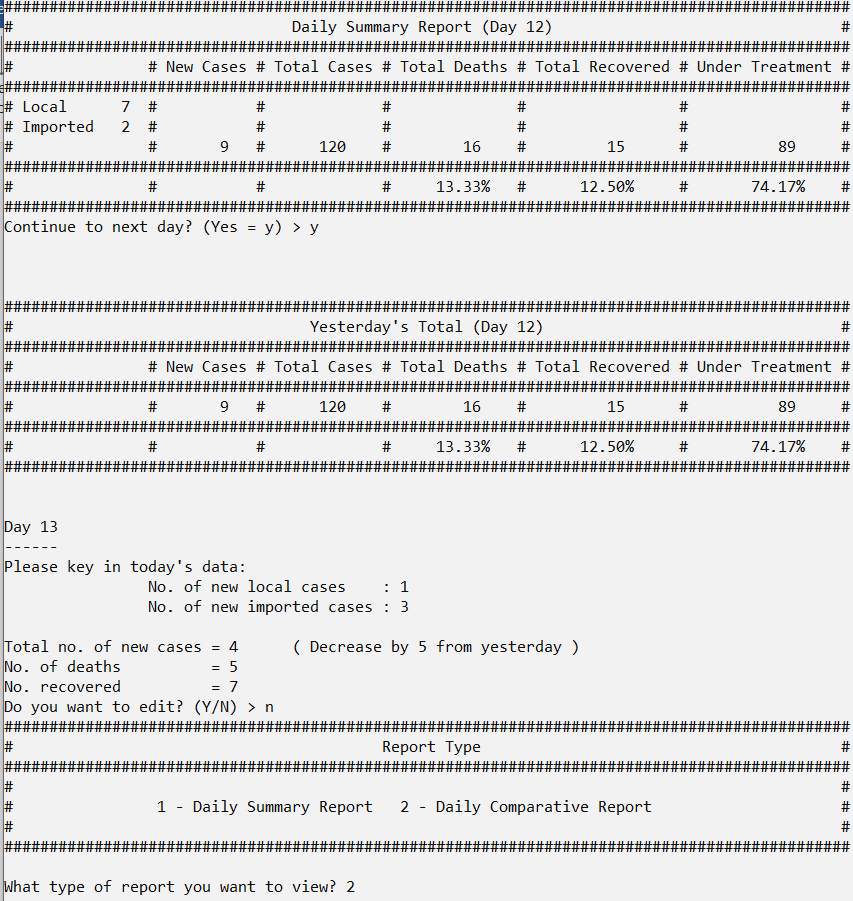 ##############################################################################################
#                               Daily Summary Report (Day 12)                                #
##############################################################################################
#               # New Cases # Total Cases # Total Deaths # Total Recovered # Under Treatment #
##############################################################################################
# Local      7  #           #             #              #                 #                 #
# Imported   2  #           #             #              #                 #                 #
#               #       9   #      120    #        16    #         15      #          89     #
##############################################################################################
#               #           #             #     13.33%   #      12.50%     #       74.17%    #
##############################################################################################
Continue to next day? (Yes = y) > y
##############################################################################################
#                                 Yesterday's Total (Day 12)                                 #
##############################################################################################
#               # New Cases # Total Cases # Total Deaths # Total Recovered # Under Treatment #
##############################################################################################
#               #       9   #      120    #        16    #         15      #          89     #
##############################################################################################
#               #           #             #     13.33%   #      12.50%     #       74.17%    #
##############################################################################################
Day 13
------
Please key in today's data:
                No. of new local cases    : 1
                No. of new imported cases : 3
Total no. of new cases = 4      ( Decrease by 5 from yesterday )
No. of deaths          = 5
No. recovered          = 7
Do you want to edit? (Y/N) > n
##############################################################################################
#                                         Report Type                                        #
##############################################################################################
#                                                                                            #
#                1 - Daily Summary Report   2 - Daily Comparative Report                     #
#                                                                                            #
##############################################################################################
What type of report you want to view? 2